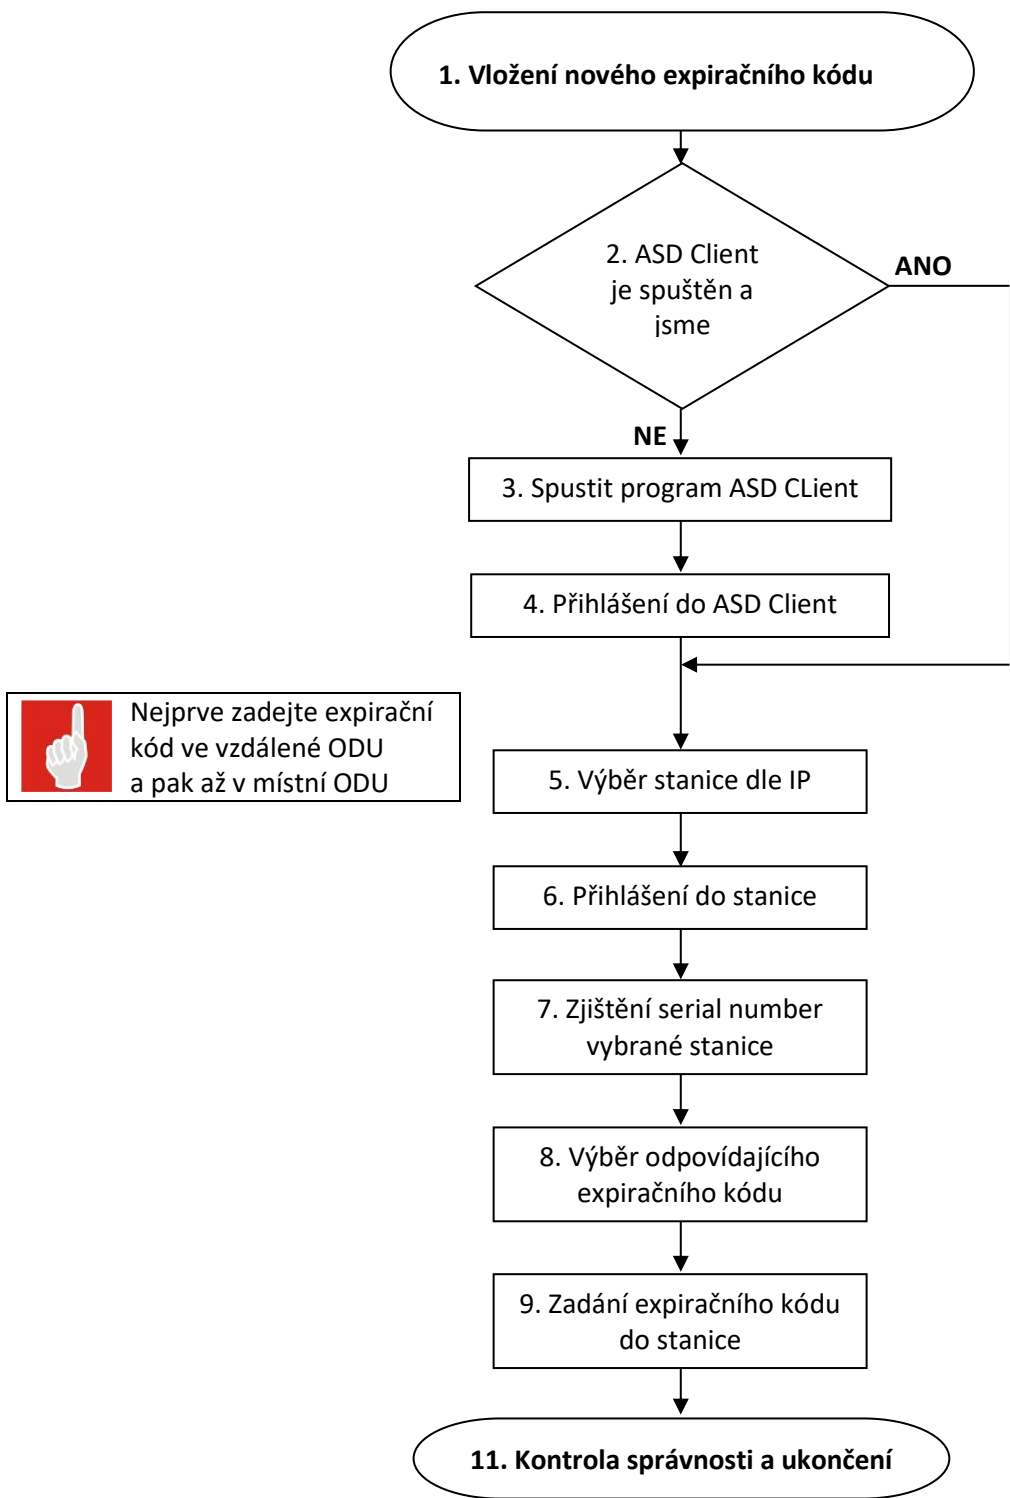 1. Vložení nového expiračního kódu
2. ASD Client
je spuštěn a
jsme
ANO
NE
3. Spustit program ASD CLient
4. Přihlášení do ASD Client
Nejprve zadejte expirační
kód ve vzdálené ODU
a pak až v místní ODU
5. Výběr stanice dle IP
6. Přihlášení do stanice
7. Zjištění serial number
vybrané stanice
8. Výběr odpovídajícího
expiračního kódu
9. Zadání expiračního kódu
do stanice
11. Kontrola správnosti a ukončení